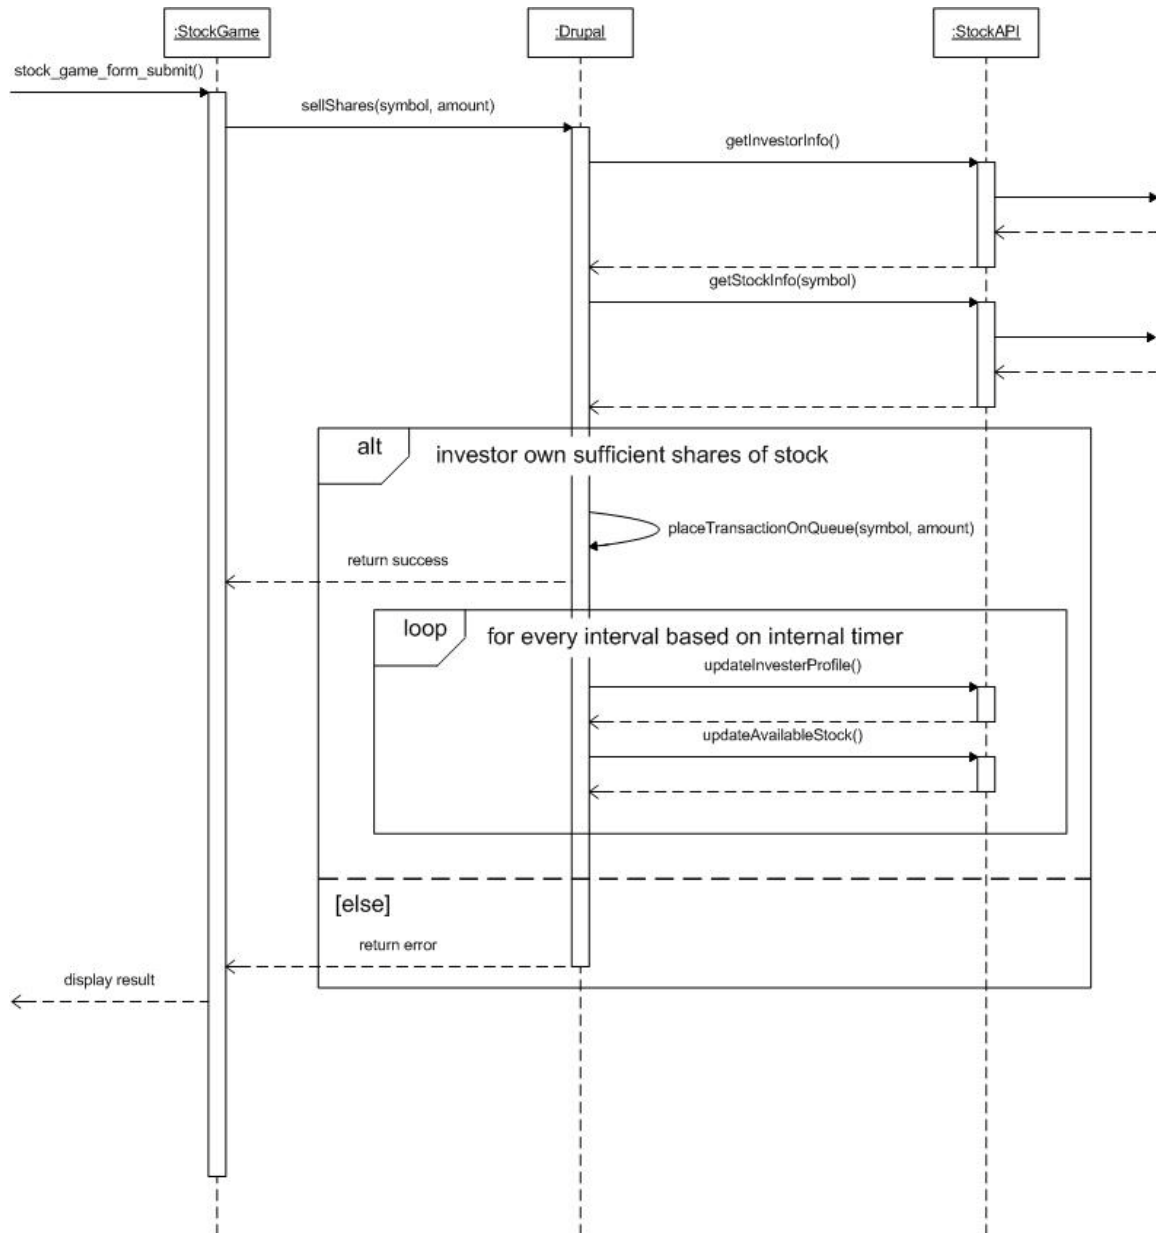 :StockGame
:Drupal
:StockAPI
stock_game_form_submit()
sellShares(symbol, amount)
getInvestorInfo()
getStockInfo(symbol)
alt
investor own sufficient shares of stock
placeTransactionOnQueue(symbol, amount)
return success
loop
for every interval based on internal timer
updateInvesterProfile()
updateAvailableStock()
[else]
return error
display result